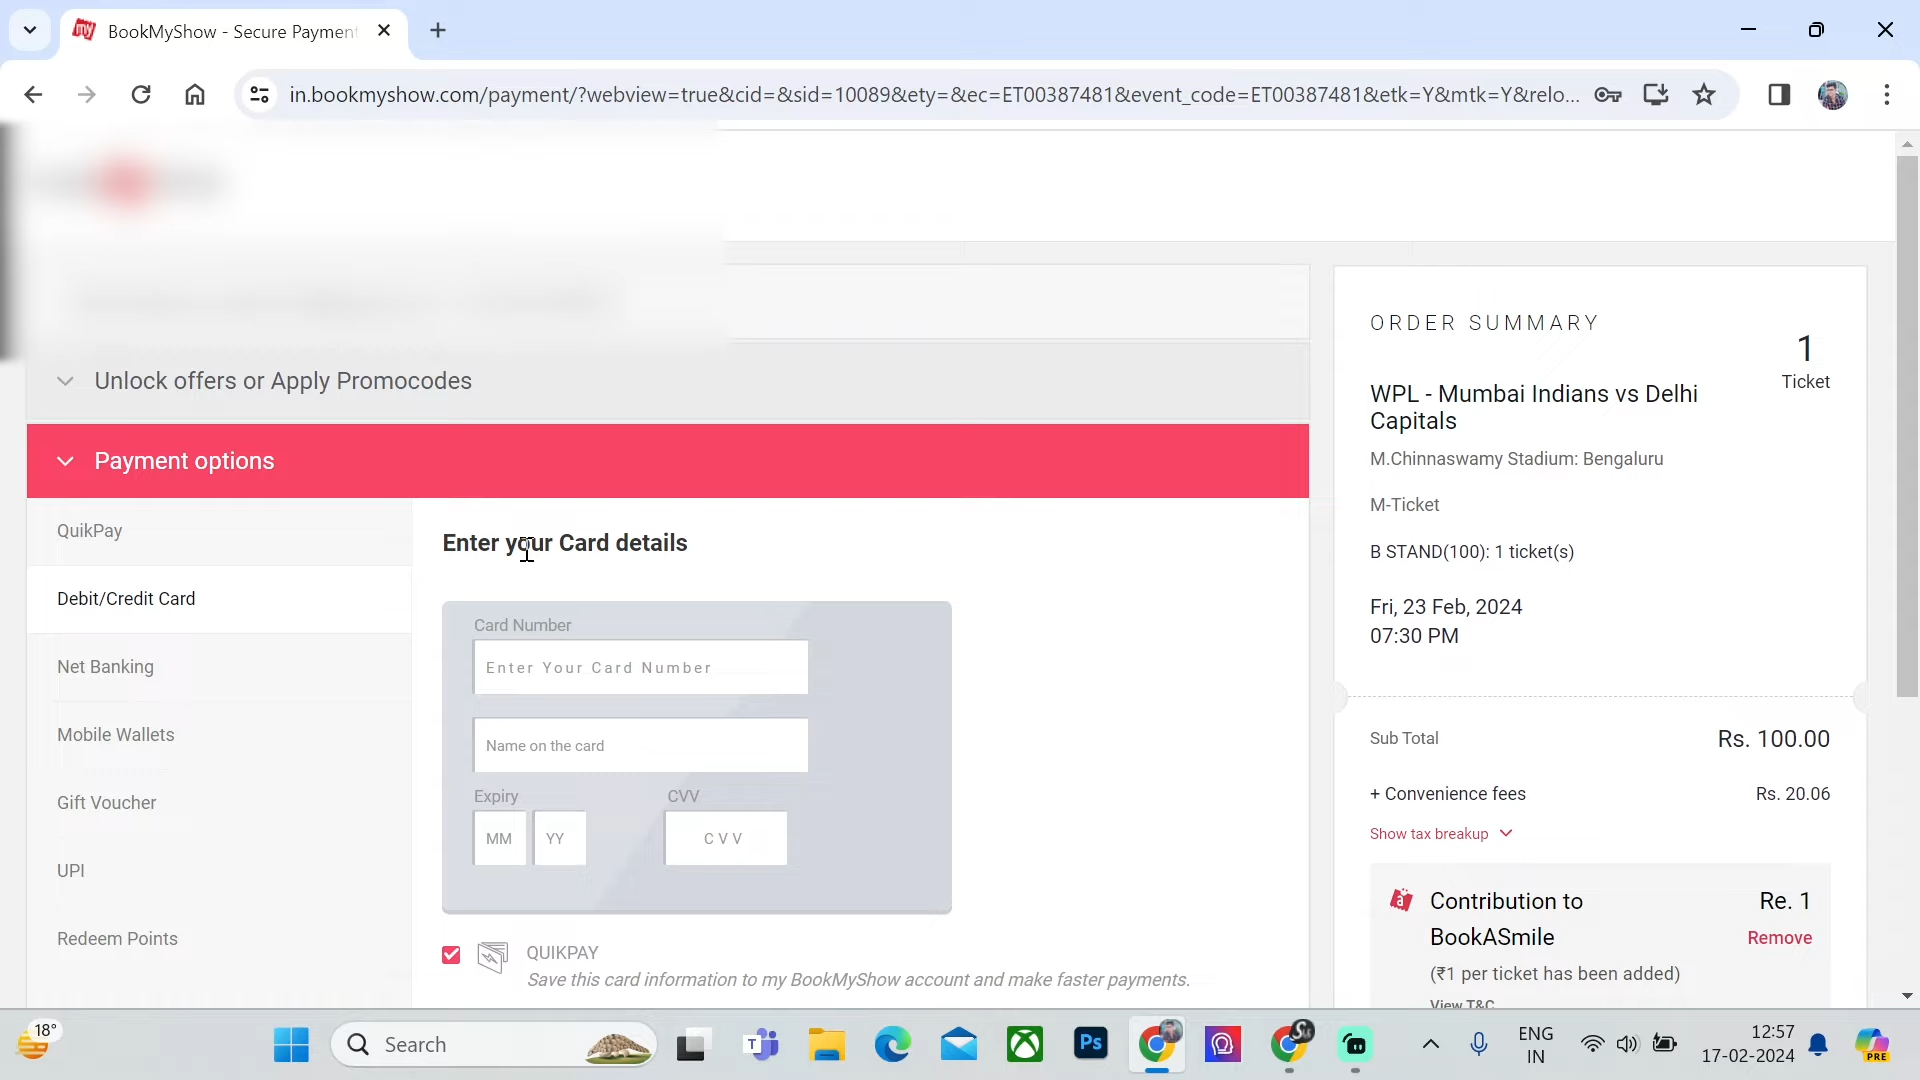 BookMyShow - Secure Paymen
in.bookmyshow.com/payment/?webview=true&cid=&sid=10089&ety=&ec=ET00387481&event_code=ET00387481&etk=Y&mtk=Y&relo...
Unlock offers or Apply Promocodes
Payment options
QuikPay
Debit/Credit Card
Net Banking
Mobile Wallets
Gift Voucher
UPI
Redeem Points
Enter your Card details
Card Number
Enter Your Card Number
Name on the card
Expiry
CVV
MM
YY
CVV
QUIKPAY
Save this card information to my BookMyShow account and make faster payments.
ORDER SUMMARY
1
Ticket
WPL - Mumbai Indians vs Delhi
Capitals
M.Chinnaswamy Stadium: Bengaluru
M-Ticket
B STAND(100): 1 ticket(s)
Fri, 23 Feb, 2024
07:30 PM
Sub Total
Rs. 100.00
+ Convenience fees
Rs. 20.06
Show tax breakup
Contribution to
BookASmile
Re. 1
Remove
(₹1 per ticket has been added)
View T&C
18°
Search
Ps
ENG
IN
12:57
17-02-2024
PRE